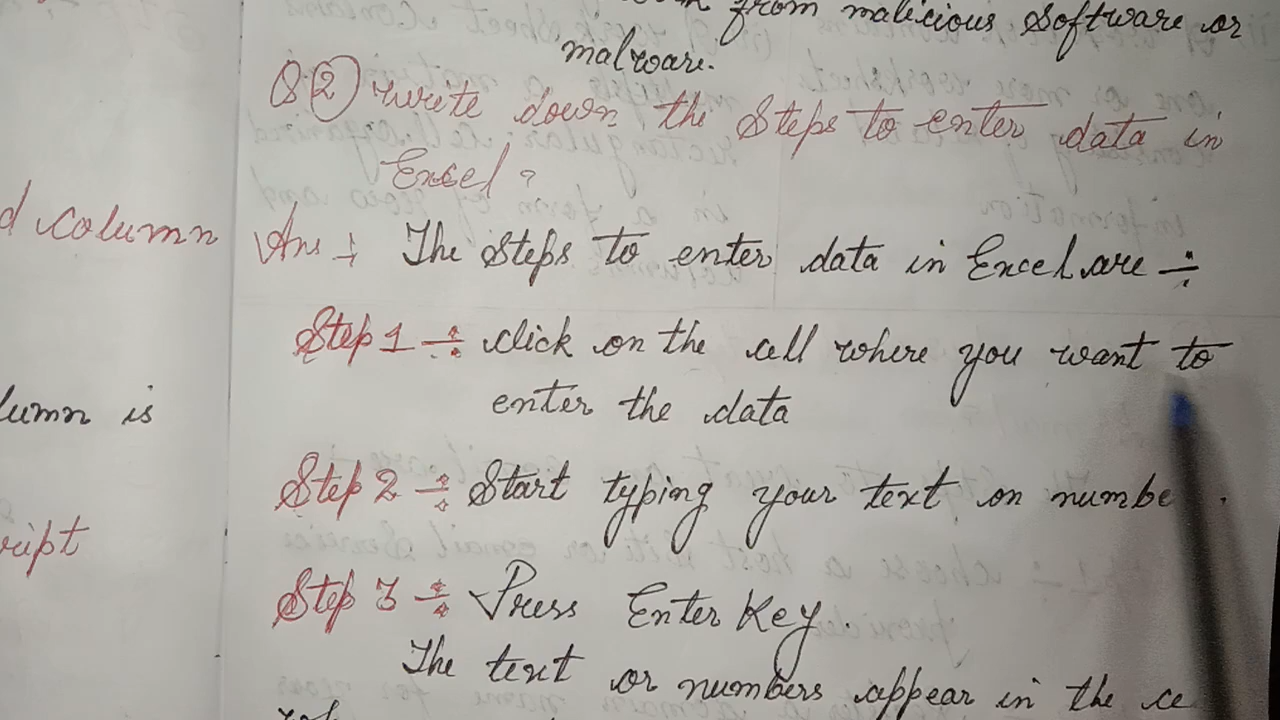 from malicious software or
malware.
Q 2 write down the Steps to enter data in
Excel ?
d column
Ans :- The Steps to enter data in Excel are :-
Step 1 :- click on the cell where you want to
enter the data
lumn is
Step 2 :- Start typing your text or numbe .
ript
Step 3 :- Press Enter Key.
The text or numbers appear in the ce